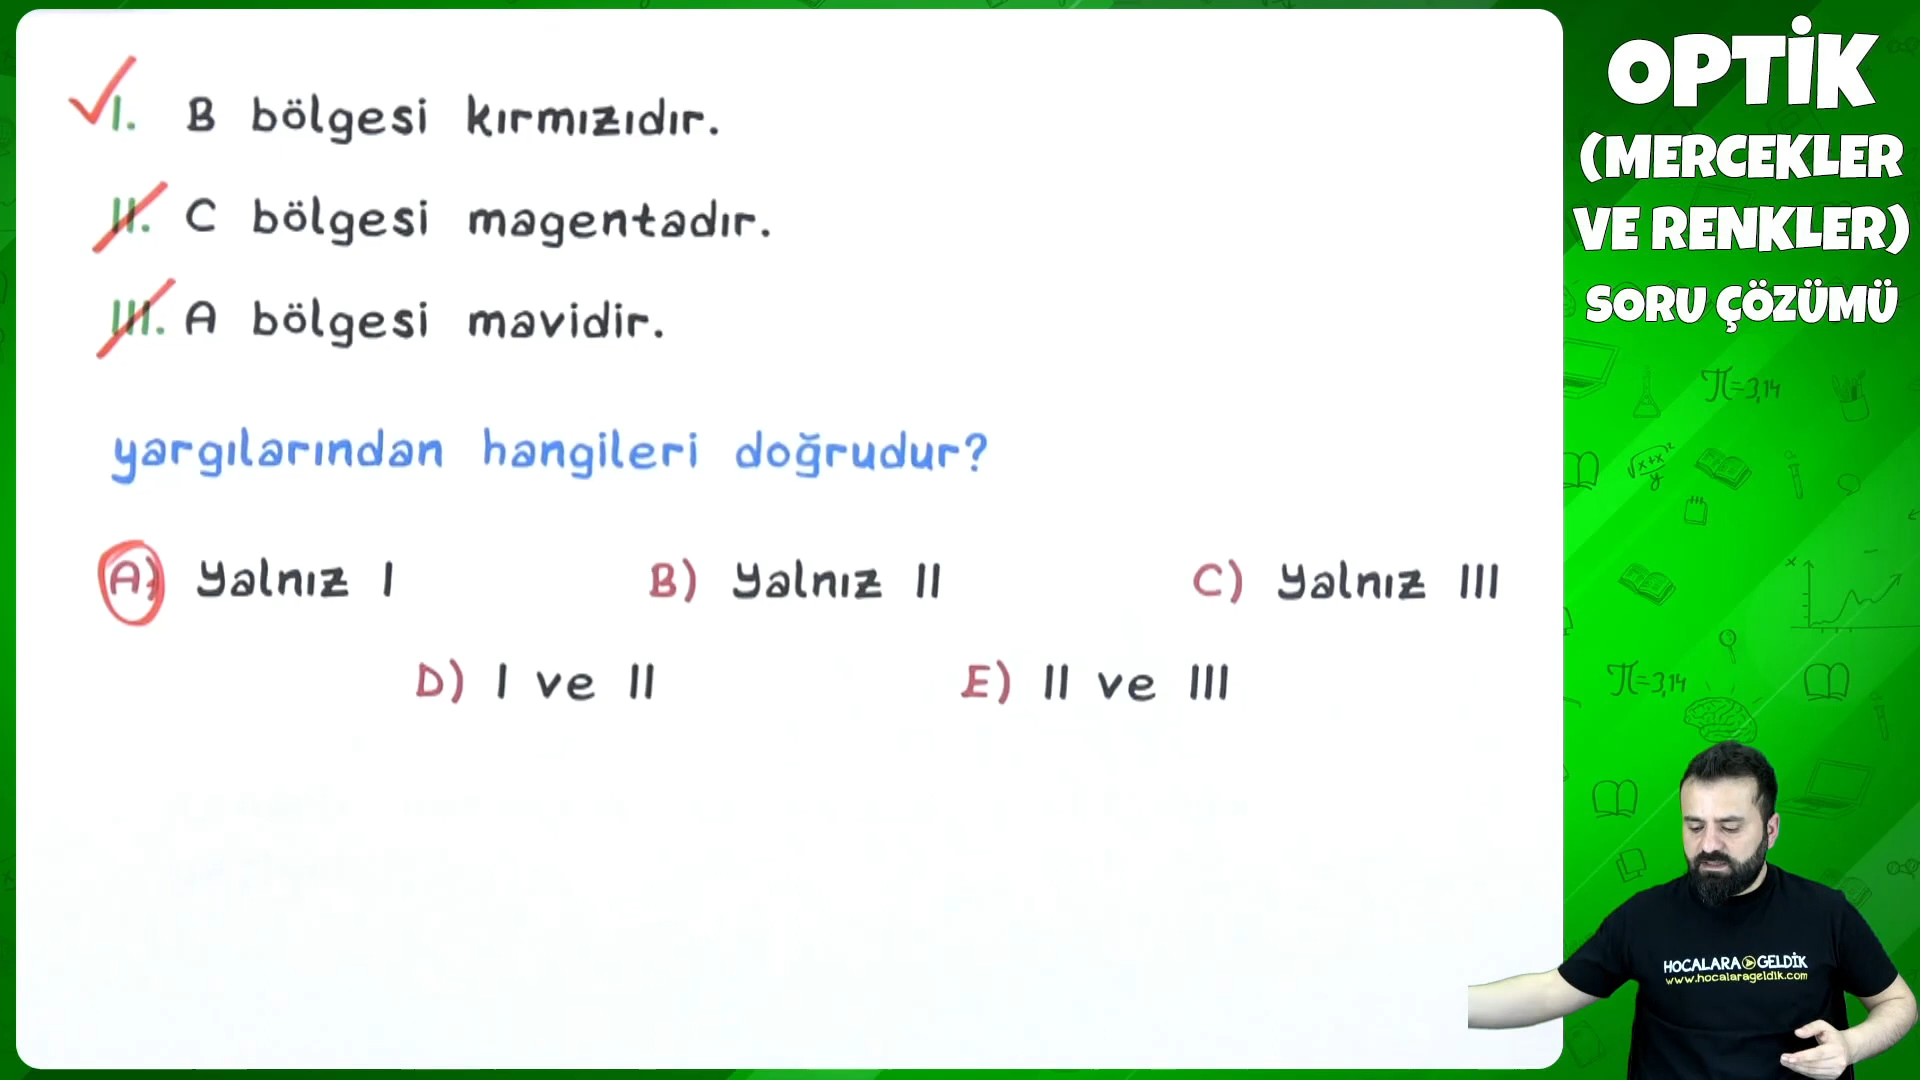 I. B bölgesi kırmızıdır.
II. C bölgesi magentadır.
III. A bölgesi mavidir.
yargılarından hangileri doğrudur?
A) Yalnız I B) Yalnız II C) Yalnız III
D) I ve II E) II ve III
OPTİK
(MERCEKLER
VE RENKLER)
SORU ÇÖZÜMÜ
π=3,14
π=3,14
HOCALARA GELDİK
www.hocalarageldik.com